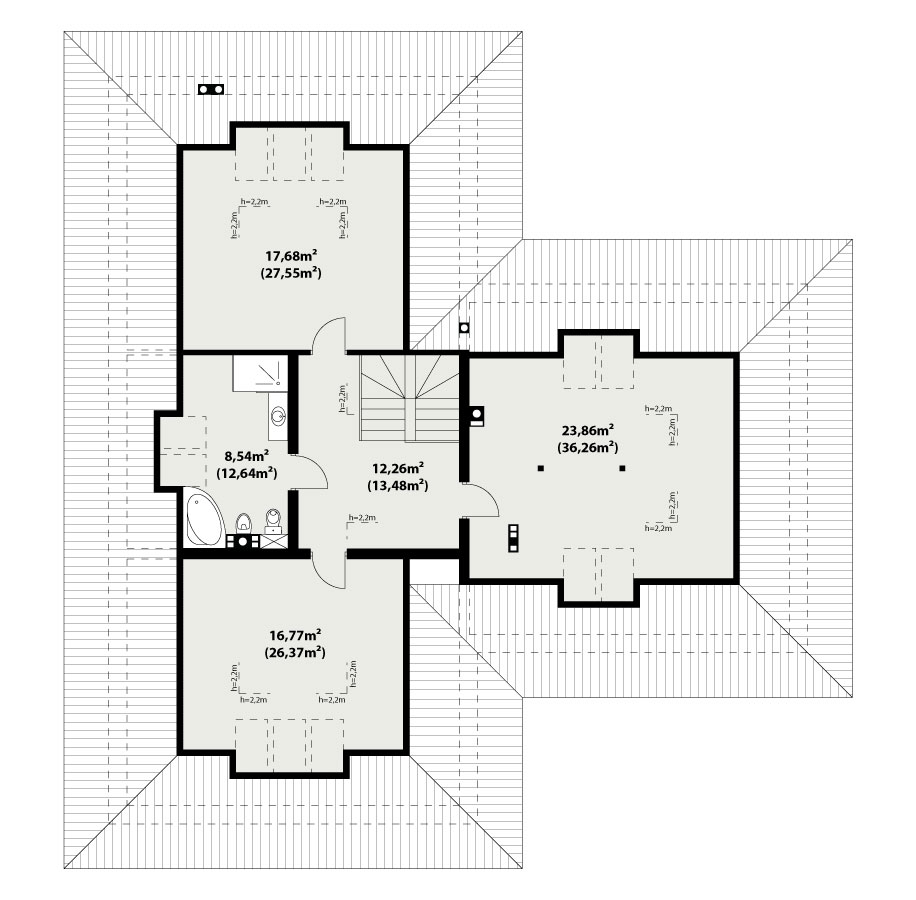 h=2,2m
h=2,2m
h=2,2m
h=2,2m
17,68m²
(27,55m²)
h=2,2m
8,54m²
(12,64m²)
12,26m²
(13,48m²)
h=2,2m
h=2,2m
h=2,2m
23,86m²
(36,26m²)
h=2,2m
h=2,2m
16,77m²
(26,37m²)
h=2,2m
h=2,2m
h=2,2m
h=2,2m